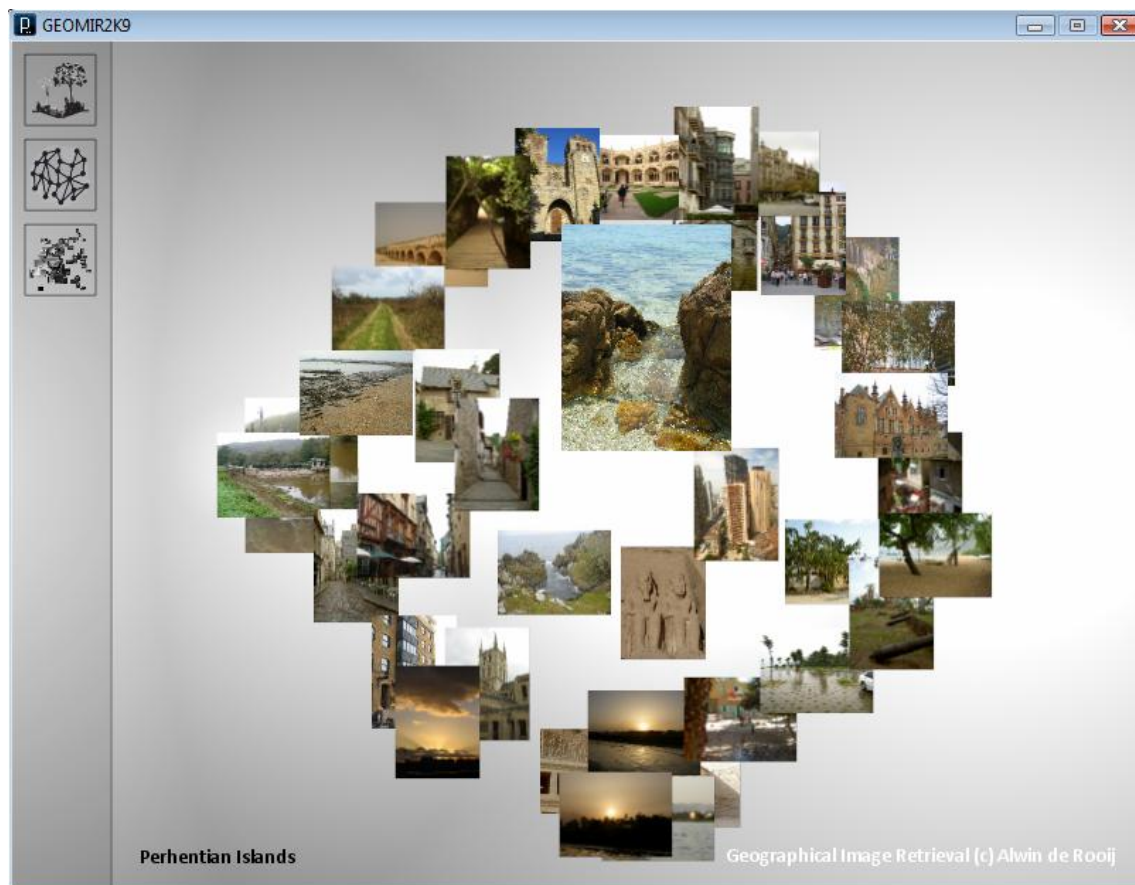 GEOMIR2K9
Perhentian Islands
Geographical Image Retrieval (c) Alwin de Rooij